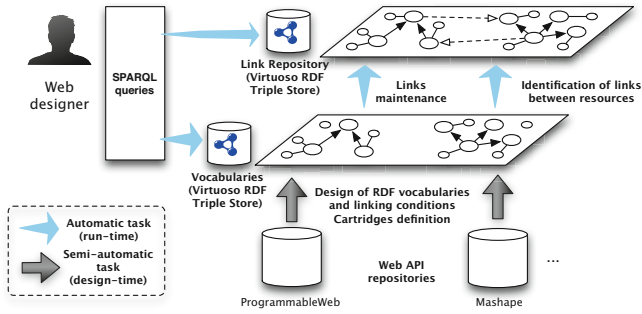 Web
designer
SPARQL
queries
Link Repository
(Virtuoso RDF
Triple Store)
Links
maintenance
Identification of links
between resources
Vocabularies
(Virtuoso RDF
Triple Store)
Design of RDF vocabularies
and linking conditions
Cartridges definition
Automatic task
(run-time)
Semi-automatic
task
(design-time)
Web API
repositories
...
ProgrammableWeb
Mashape